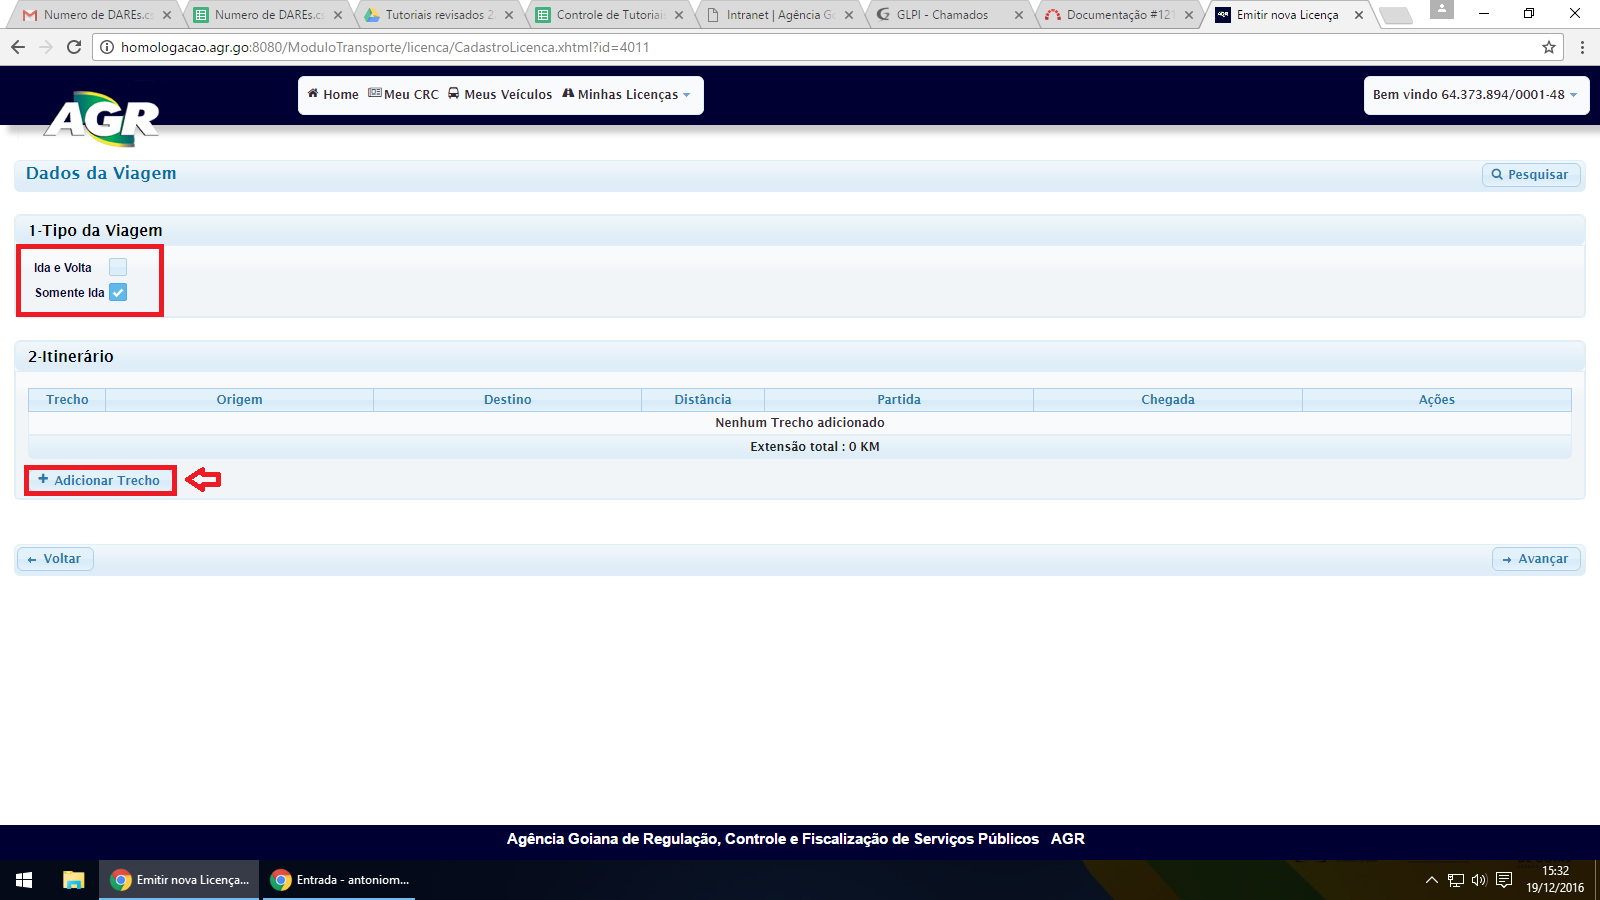 Numero de DAREs.cs
Numero de DAREs.cs
Tutoriais revisados 2
Controle de Tutoriai
Intranet | Agência Go
GLPI - Chamados
Documentação #121
Emitir nova Licença
homologacao.agr.go:8080/ModuloTransporte/licenca/CadastroLicenca.xhtml?id=4011
AGR
Home Meu CRC Meus Veículos Minhas Licenças
Bem vindo 64.373.894/0001-48
Dados da Viagem
Pesquisar
1-Tipo da Viagem
Ida e Volta
Somente Ida
2-Itinerário
Trecho Origem Destino Distância Partida Chegada Ações
Nenhum Trecho adicionado
Extensão total : 0 KM
+ Adicionar Trecho
← Voltar
→ Avançar
Agência Goiana de Regulação, Controle e Fiscalização de Serviços Públicos AGR
Emitir nova Licença...
Entrada - antoniom...
15:32
19/12/2016